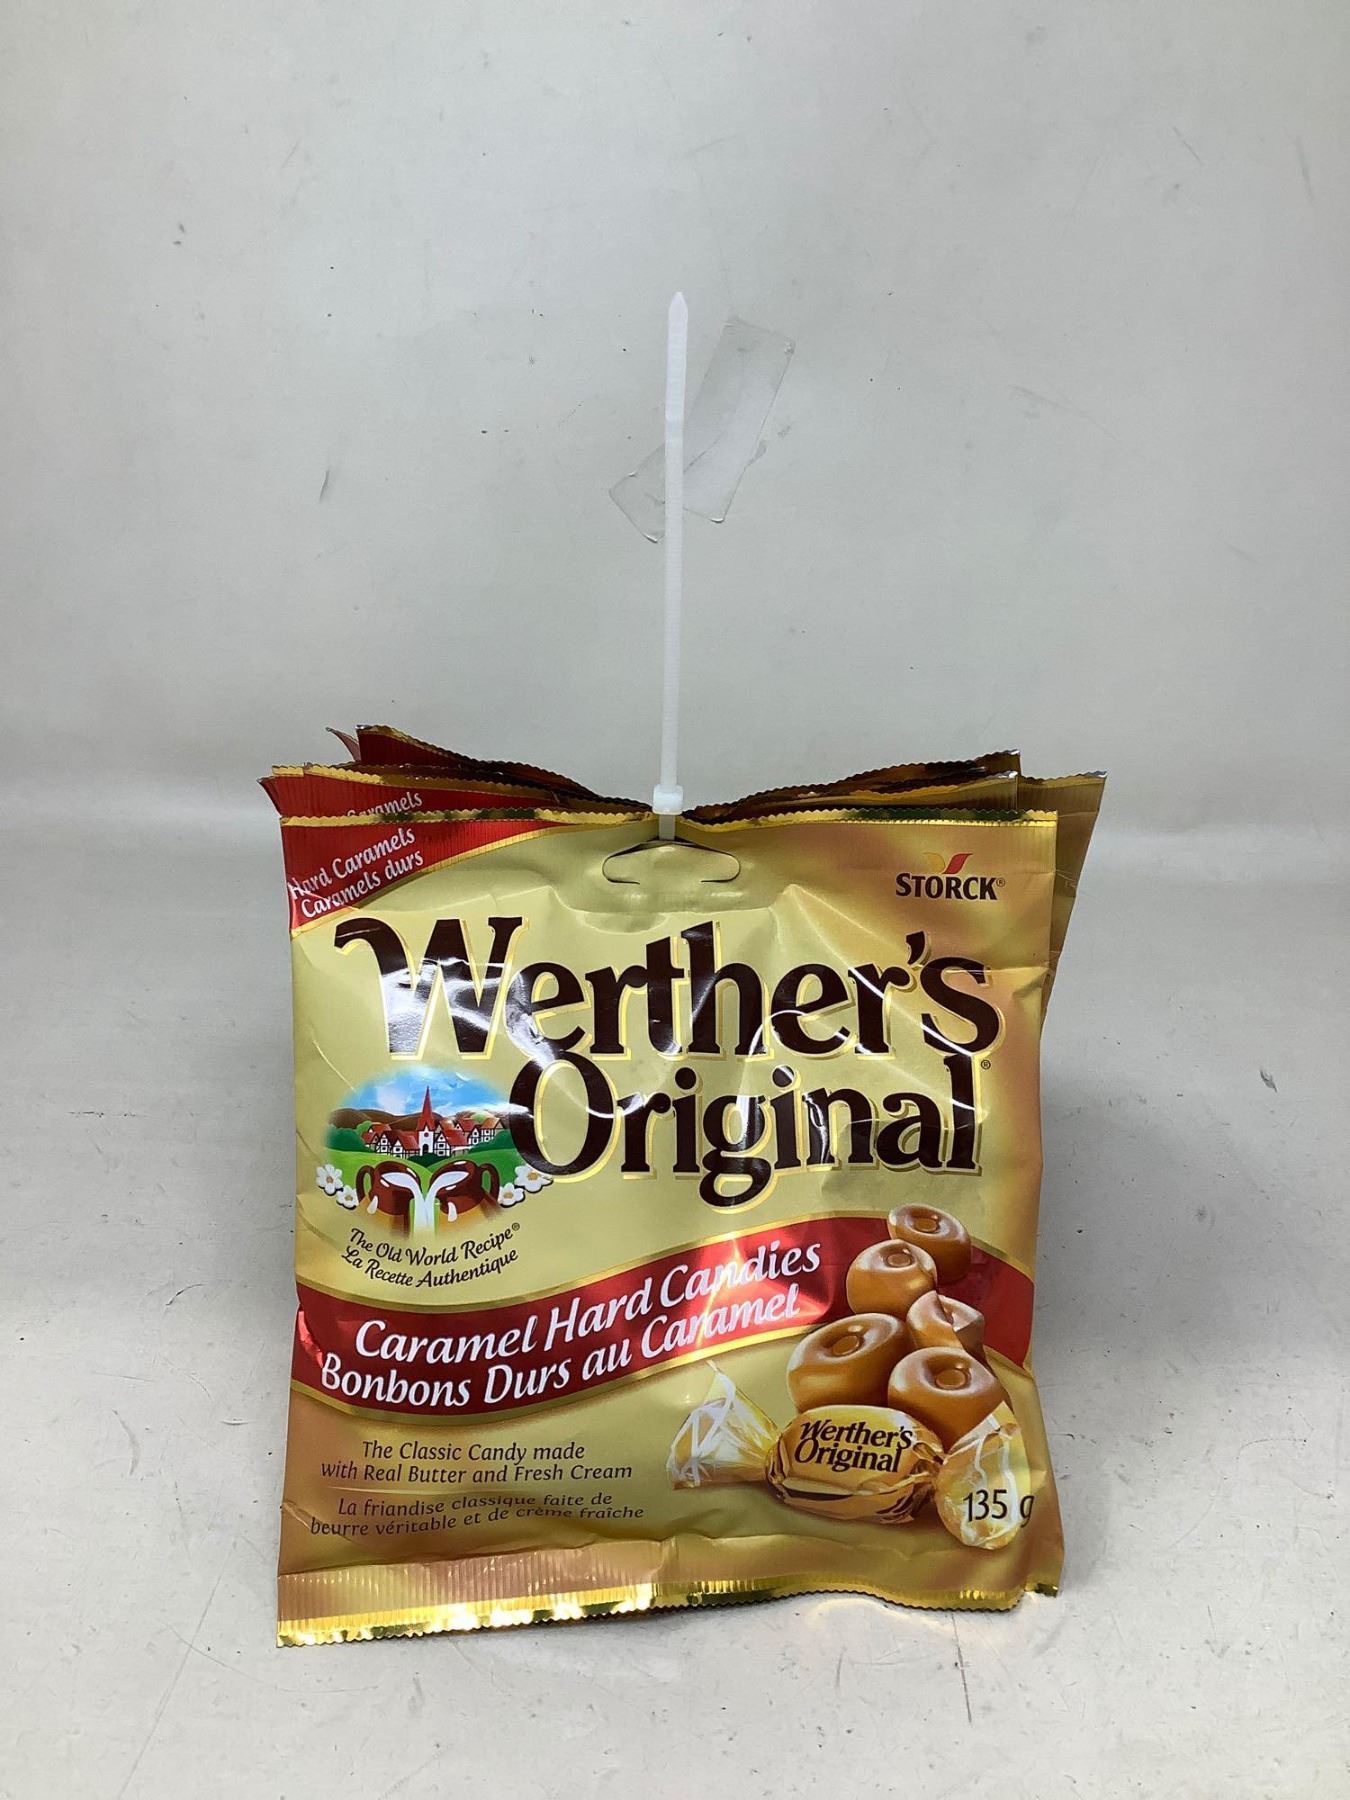 Caramels
Hard Caramels
Caramels durs
STORCK®
Werther's
Original®
The Old World Recipe®
La Recette Authentique
Caramel Hard Candies
Bonbons Durs au Caramel
The Classic Candy made
with Real Butter and Fresh Cream
La friandise classique faite de
beurre véritable et de crème fraîche
Werther's
Original
135 g